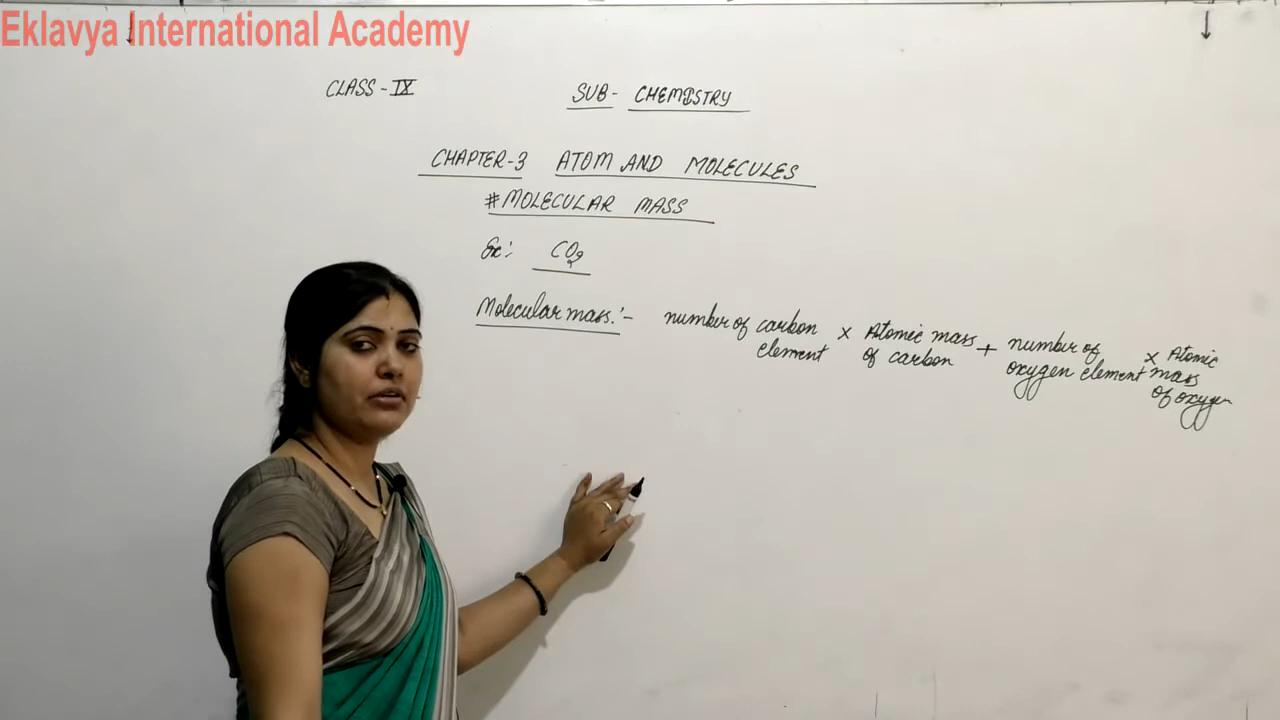 Eklavya International Academy
CLASS - IX
SUB - CHEMISTRY
CHAPTER-3 ATOM AND MOLECULES
#MOLECULAR MASS
Ex:- CO2
Molecular mass:- number of carbon element × Atomic mass of carbon + number of oxygen element × Atomic mass of oxygen